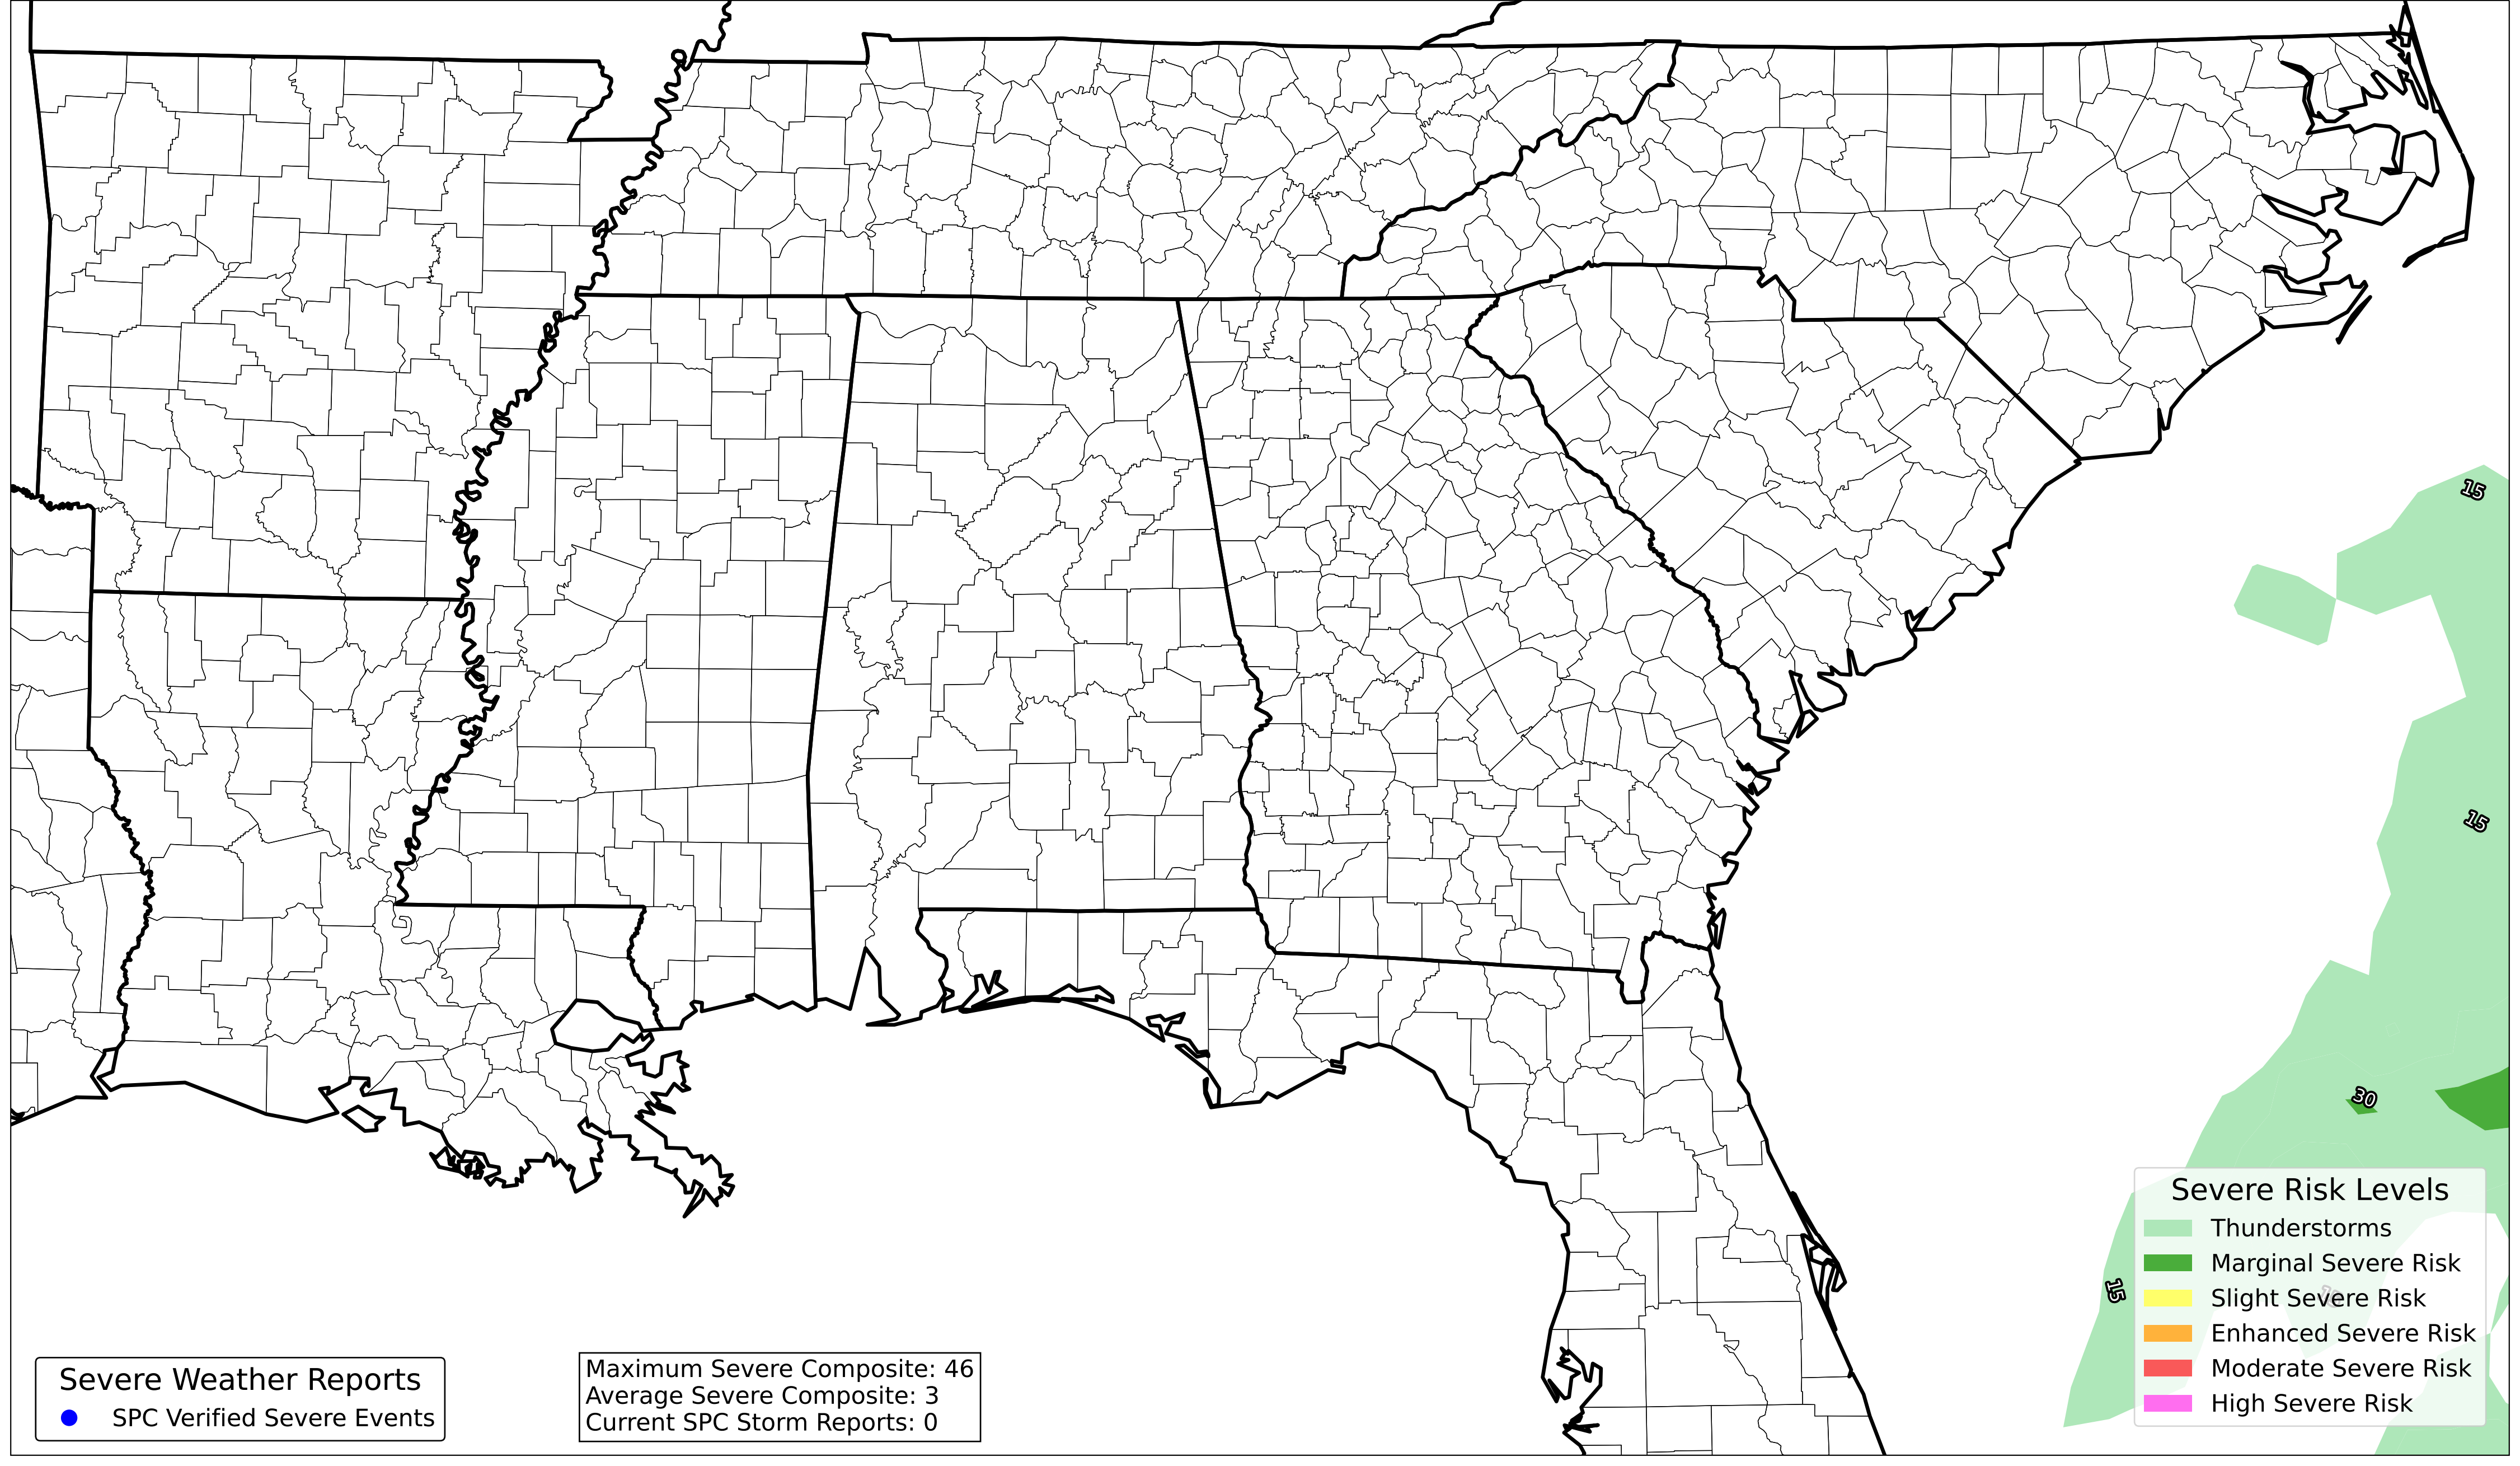 15
15
30
15
Severe Risk Levels
Thunderstorms
Marginal Severe Risk
Slight Severe Risk
Enhanced Severe Risk
Moderate Severe Risk
High Severe Risk
Severe Weather Reports
SPC Verified Severe Events
Maximum Severe Composite: 46
Average Severe Composite: 3
Current SPC Storm Reports: 0